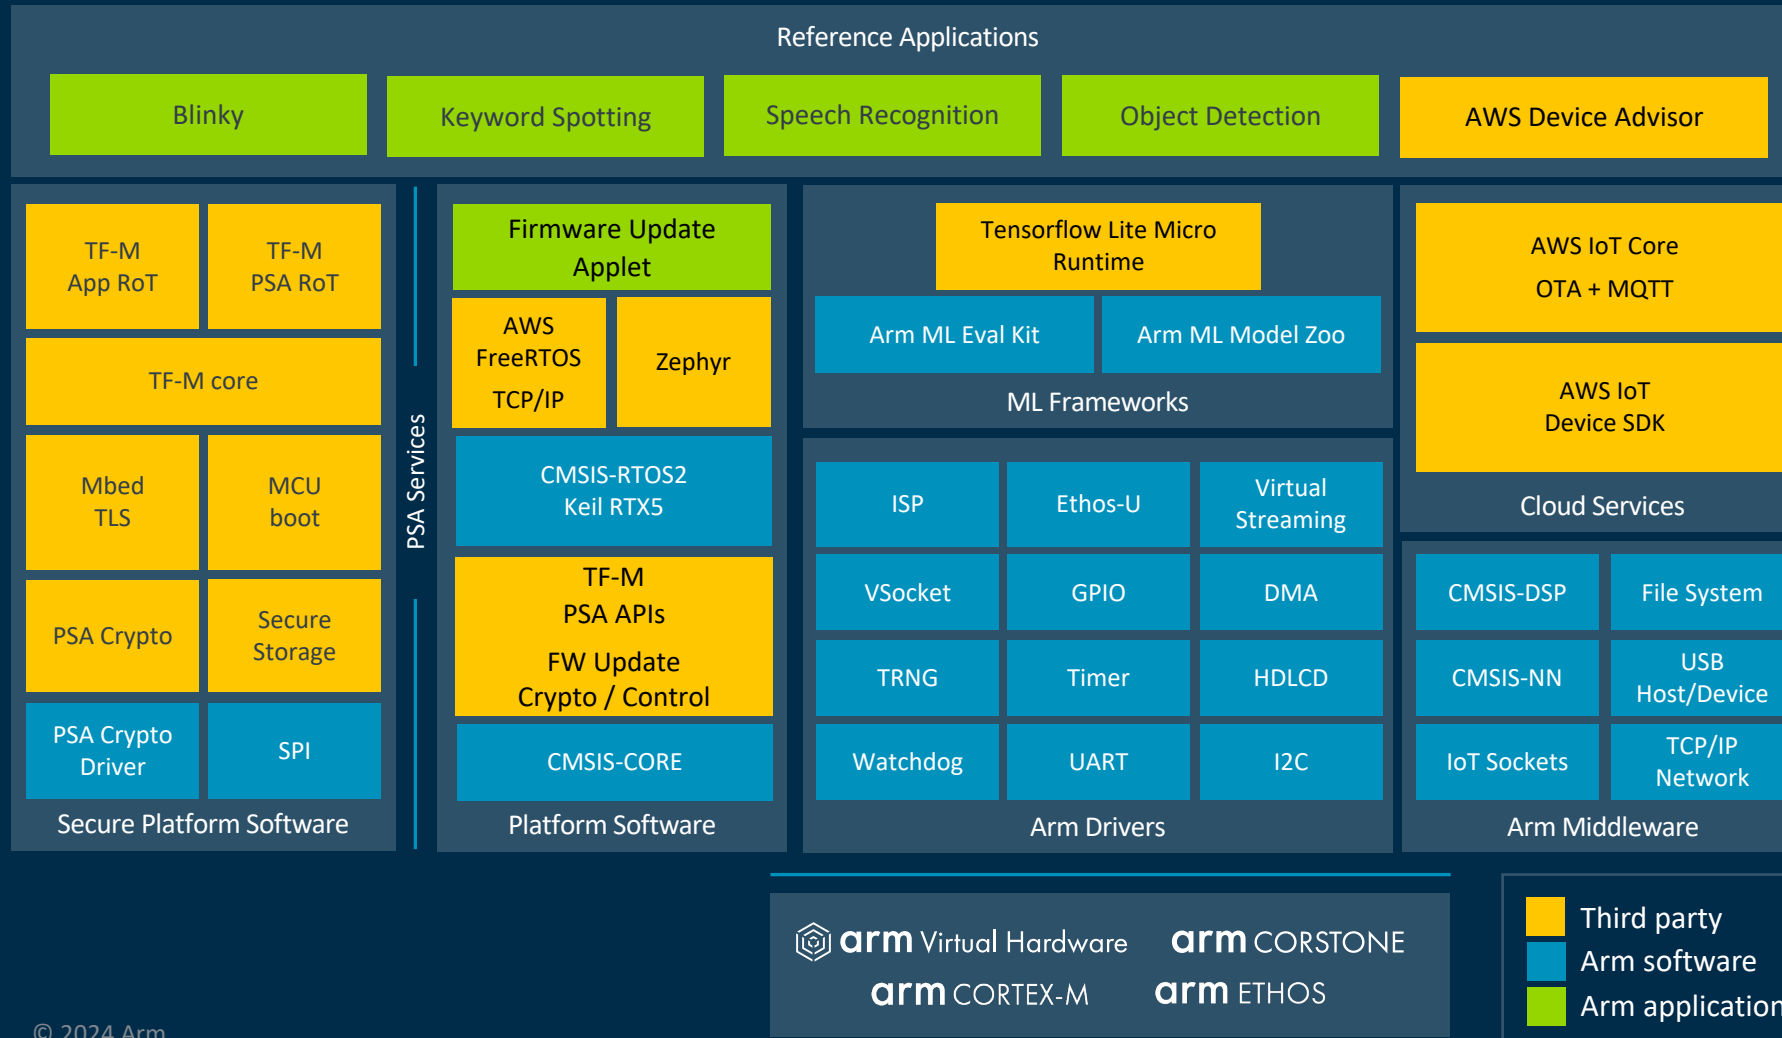 Reference Applications
Blinky
Keyword Spotting
Speech Recognition
Object Detection
AWS Device Advisor
TF-M
App RoT
TF-M
PSA RoT
TF-M core
Mbed
TLS
MCU
boot
PSA Crypto
Secure
Storage
PSA Crypto
Driver
SPI
Secure Platform Software
PSA Services
Firmware Update
Applet
AWS
FreeRTOS
TCP/IP
Zephyr
CMSIS-RTOS2
Keil RTX5
TF-M
PSA APIs
FW Update
Crypto / Control
CMSIS-CORE
Platform Software
Tensorflow Lite Micro
Runtime
Arm ML Eval Kit
Arm ML Model Zoo
ML Frameworks
ISP
Ethos-U
Virtual
Streaming
VSocket
GPIO
DMA
TRNG
Timer
HDLCD
Watchdog
UART
I2C
Arm Drivers
AWS IoT Core
OTA + MQTT
AWS IoT
Device SDK
Cloud Services
CMSIS-DSP
File System
CMSIS-NN
USB
Host/Device
IoT Sockets
TCP/IP
Network
Arm Middleware
arm Virtual Hardware
arm CORSTONE
arm CORTEX-M
arm ETHOS
Third party
Arm software
Arm application
© 2024 Arm